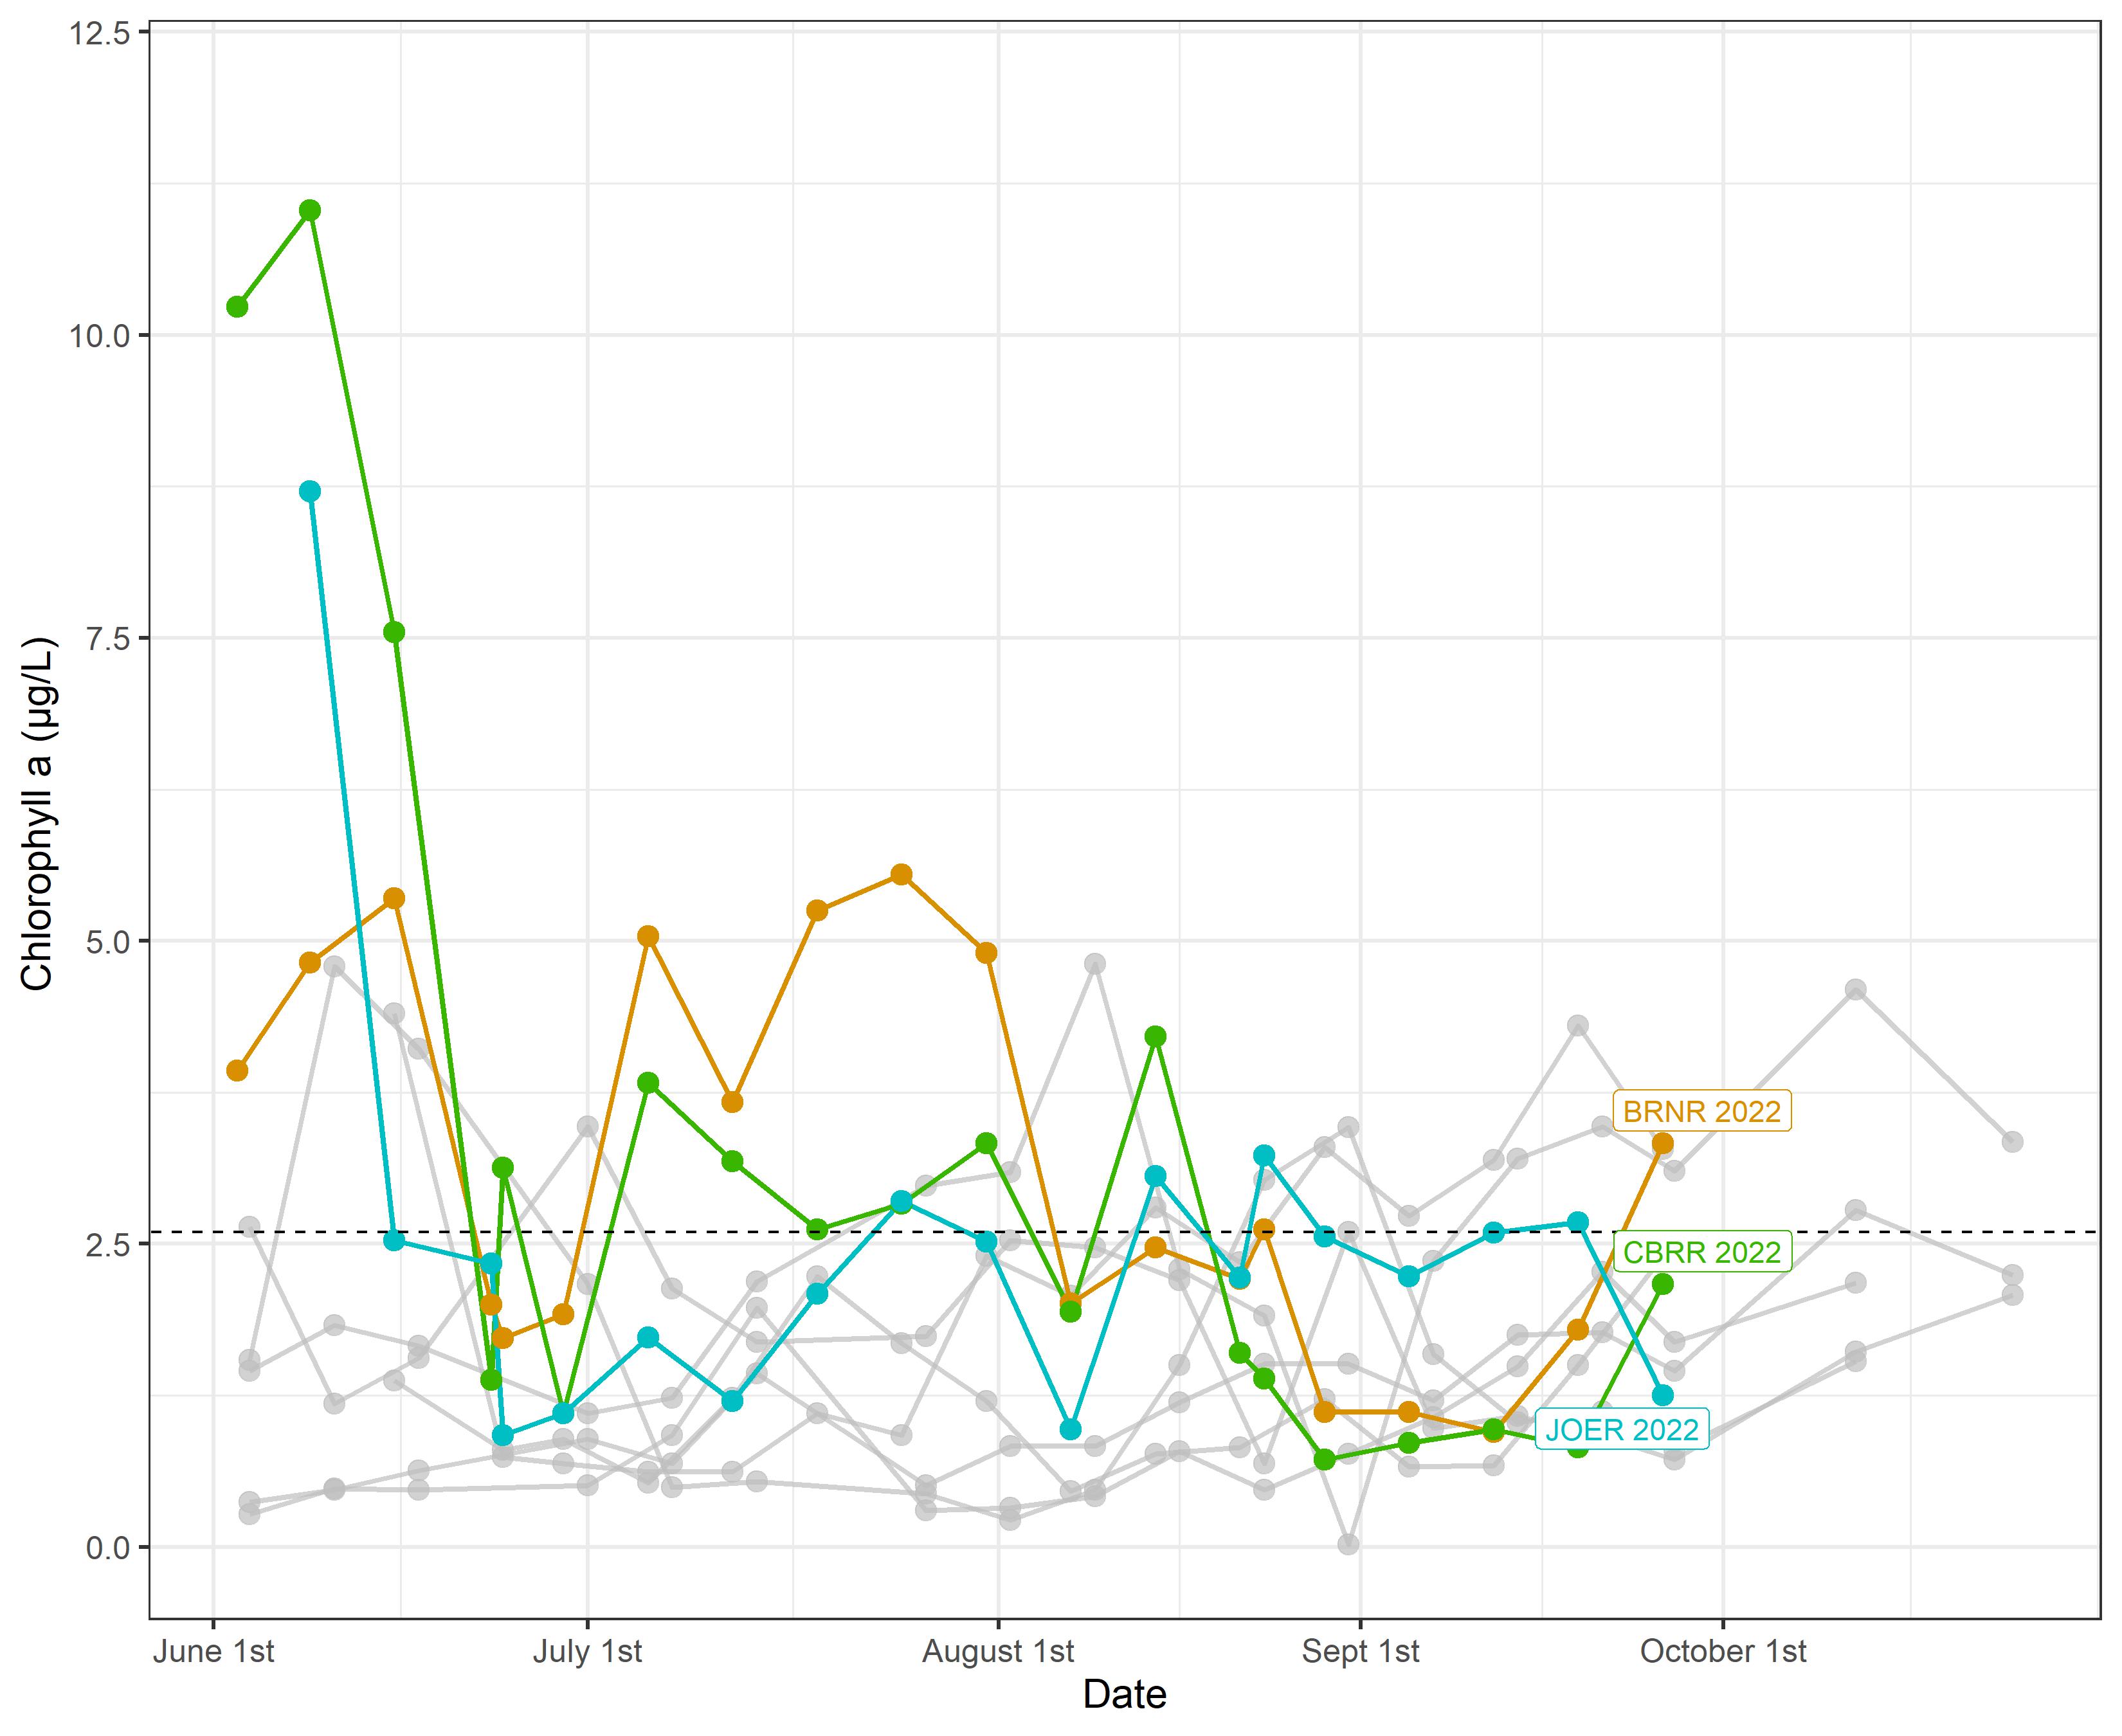 12.5
10.0
7.5
5.0
2.5
0.0
Chlorophyll a (µg/L)
BRNR 2022
CBRR 2022
JOER 2022
June 1st
July 1st
August 1st
Sept 1st
October 1st
Date